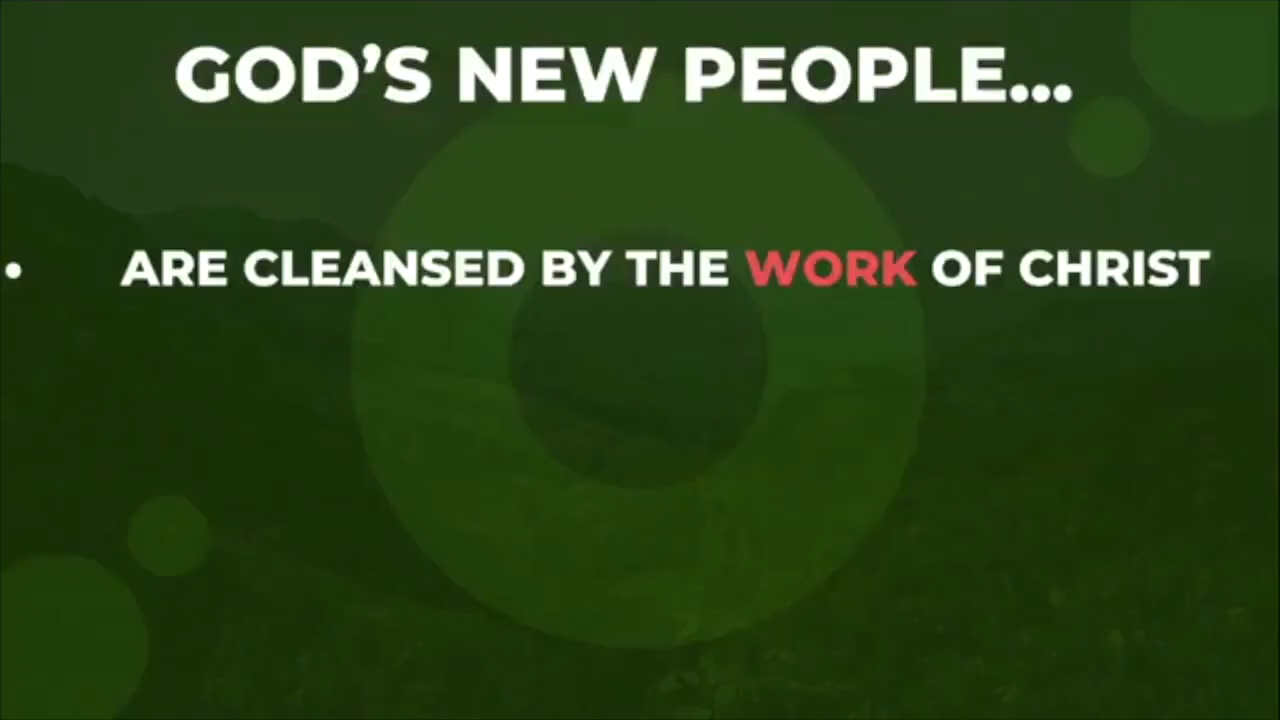 GOD’S NEW PEOPLE...
• ARE CLEANSED BY THE WORK OF CHRIST